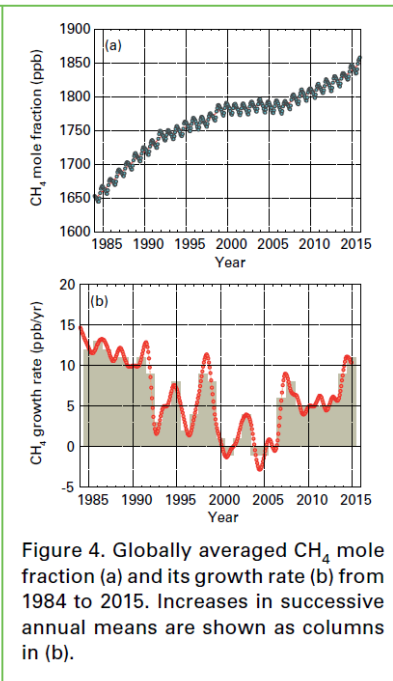 1900
(a)
1850
1800
1750
1700
1650
1600
CH₄ mole fraction (ppb)
1985 1990 1995 2000 2005 2010 2015
Year
20
(b)
15
10
5
0
-5
CH₄ growth rate (ppb/yr)
1985 1990 1995 2000 2005 2010 2015
Year
Figure 4. Globally averaged CH₄ mole
fraction (a) and its growth rate (b) from
1984 to 2015. Increases in successive
annual means are shown as columns
in (b).